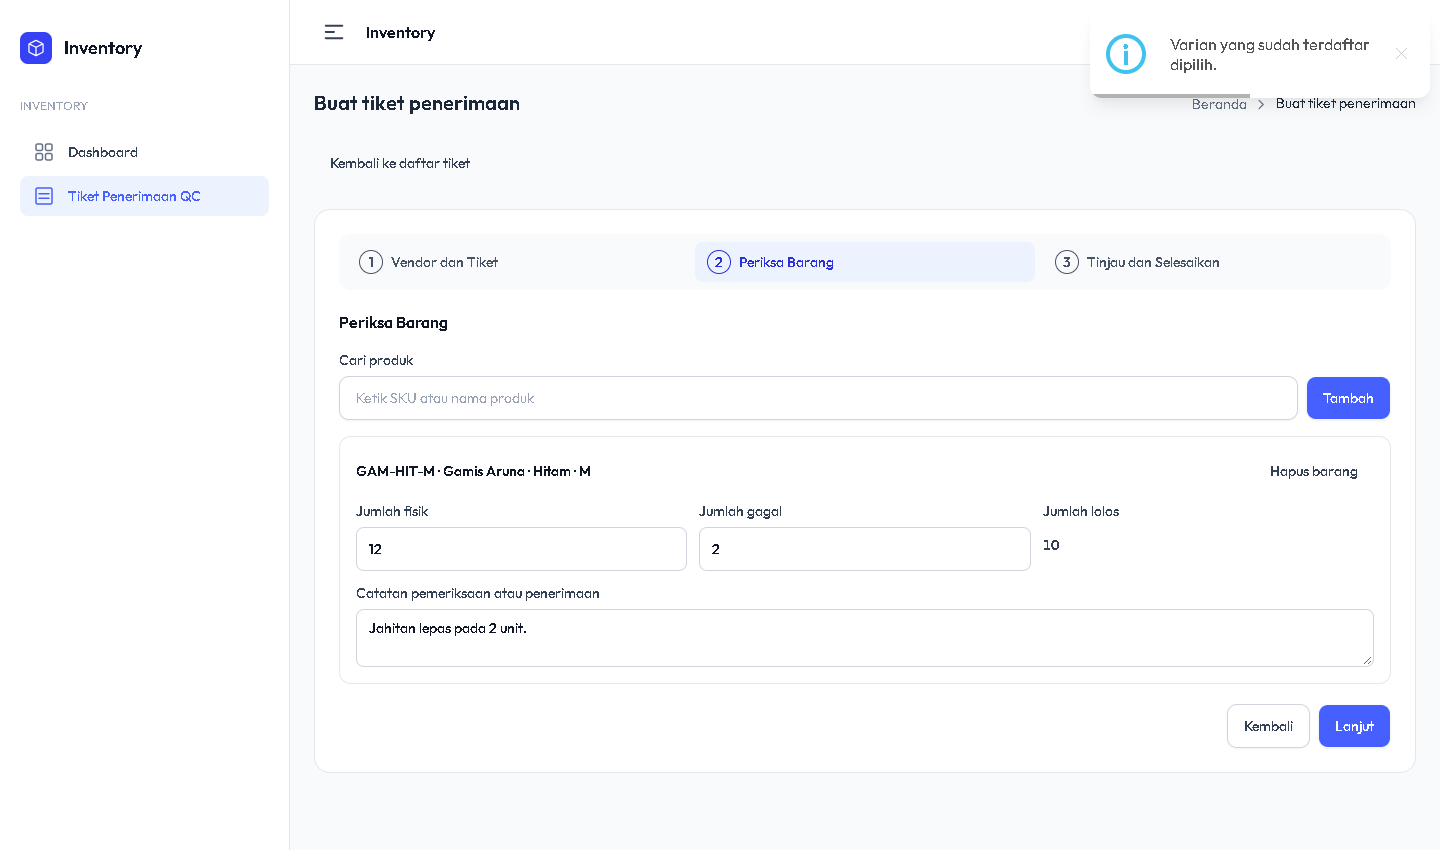 Inventory
INVENTORY
Dashboard
Tiket Penerimaan QC
Inventory
Varian yang sudah terdaftar
dipilih.
Buat tiket penerimaan
Beranda > Buat tiket penerimaan
Kembali ke daftar tiket
1 Vendor dan Tiket
2 Periksa Barang
3 Tinjau dan Selesaikan
Periksa Barang
Cari produk
Ketik SKU atau nama produk
Tambah
GAM-HIT-M · Gamis Aruna · Hitam · M
Hapus barang
Jumlah fisik
Jumlah gagal
Jumlah lolos
12
2
10
Catatan pemeriksaan atau penerimaan
Jahitan lepas pada 2 unit.
Kembali
Lanjut